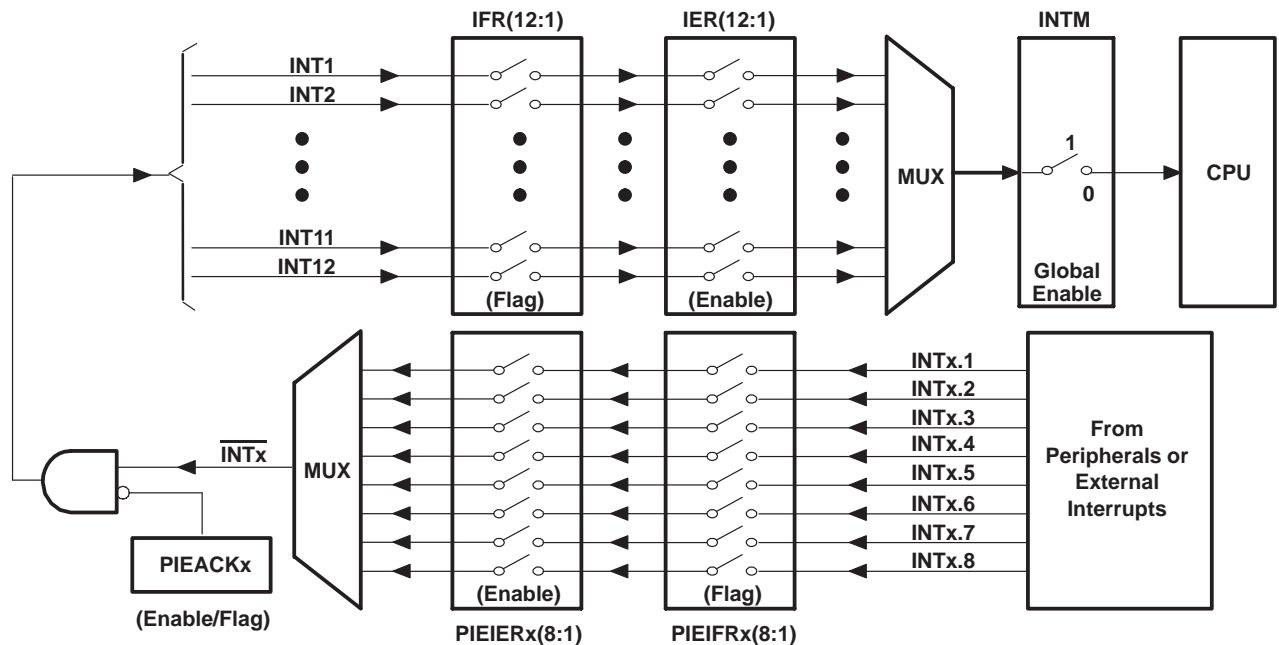 IFR(12:1)
IER(12:1)
INTM
INT1
INT2
1
MUX
CPU
0
INT11
INT12
(Flag)
(Enable)
Global
Enable
INTx.1
INTx.2
INTx.3
INTx.4
INTx.5
INTx.6
INTx.7
INTx.8
From
Peripherals or
External
Interrupts
INTx
MUX
PIEACKx
(Enable/Flag)
(Enable)
(Flag)
PIEIERx(8:1)
PIEIFRx(8:1)